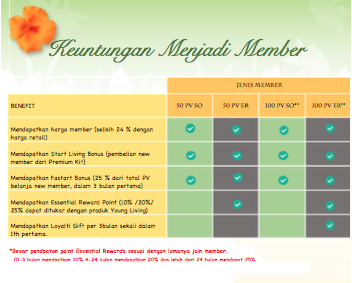 Keuntungan Menjadi Member
JENIS MEMBER
BENEFIT
50 PV SO
50 PV ER
100 PV SO**
100 PV ER**
Mendapatkan harga member (selisih 24 % dengan
harga retail)
Mendapatkan Start Living Bonus (pembelian new
member dari Premium Kit)
Mendapatkan Fastart Bonus (25 % dari total PV
belanja new member, dalam 3 bulan pertama)
Mendapatkan Essential Reward Point (10% /20%/
25% dapat ditukar dengan produk Young Living)
Mendapatkan Loyalti Gift per 3bulan sekali dalam
1th pertama.
*Besar pendpatan point Essential Rewards sesuai dengan lamanya join member.
(0-3 bulan mendpatkan 10%, 4-24 bulan mendapatkan 20% dan lebih dari 24 bulan mendapat 25%